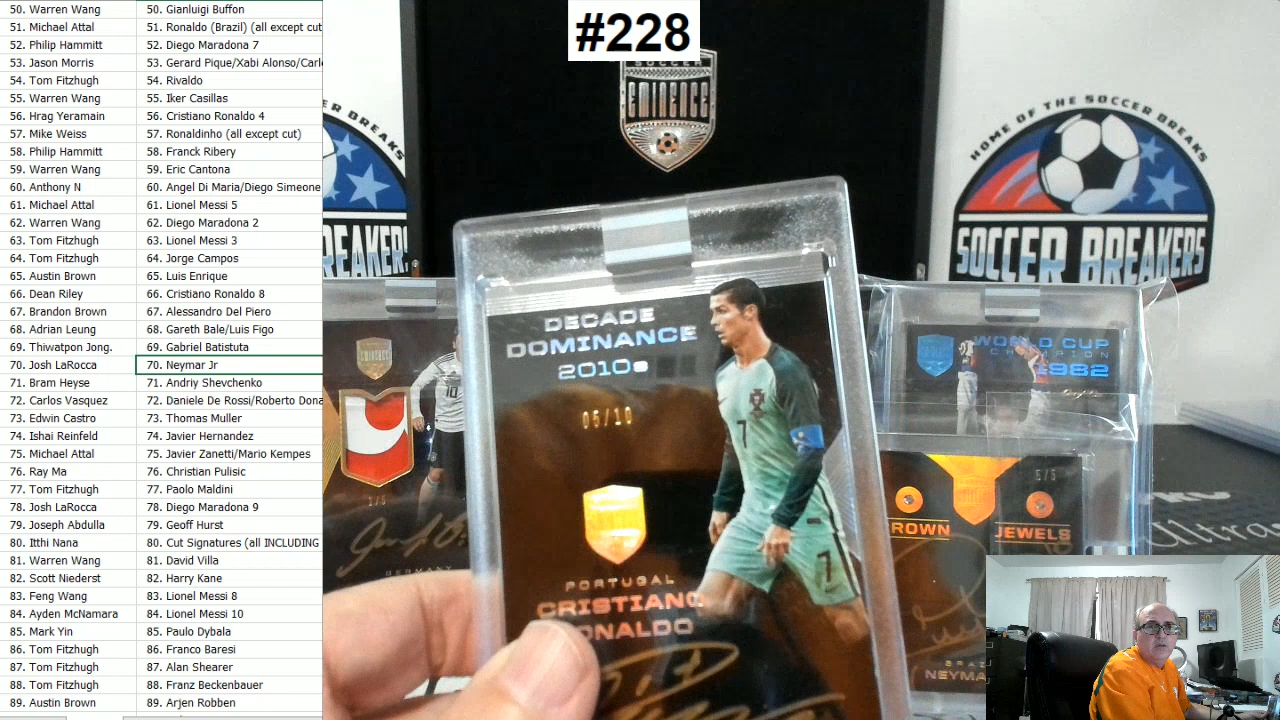 50. Warren Wang 50. Gianluigi Buffon
51. Michael Attal 51. Ronaldo (Brazil) (all except cut
52. Philip Hammitt 52. Diego Maradona 7
53. Jason Morris 53. Gerard Pique/Xabi Alonso/Carl
54. Tom Fitzhugh 54. Rivaldo
55. Warren Wang 55. Iker Casillas
56. Hrag Yeramain 56. Cristiano Ronaldo 4
57. Mike Weiss 57. Ronaldinho (all except cut)
58. Philip Hammitt 58. Franck Ribery
59. Warren Wang 59. Eric Cantona
60. Anthony N 60. Angel Di Maria/Diego Simeone
61. Michael Attal 61. Lionel Messi 5
62. Warren Wang 62. Diego Maradona 2
63. Tom Fitzhugh 63. Lionel Messi 3
64. Tom Fitzhugh 64. Jorge Campos
65. Austin Brown 65. Luis Enrique
66. Dean Riley 66. Cristiano Ronaldo 8
67. Brandon Brown 67. Alessandro Del Piero
68. Adrian Leung 68. Gareth Bale/Luis Figo
69. Thiwatpon Jong. 69. Gabriel Batistuta
70. Josh LaRocca 70. Neymar Jr
71. Bram Heyse 71. Andriy Shevchenko
72. Carlos Vasquez 72. Daniele De Rossi/Roberto Dona
73. Edwin Castro 73. Thomas Muller
74. Ishai Reinfeld 74. Javier Hernandez
75. Michael Attal 75. Javier Zanetti/Mario Kempes
76. Ray Ma 76. Christian Pulisic
77. Tom Fitzhugh 77. Paolo Maldini
78. Josh LaRocca 78. Diego Maradona 9
79. Joseph Abdulla 79. Geoff Hurst
80. Itthi Nana 80. Cut Signatures (all INCLUDING
81. Warren Wang 81. David Villa
82. Scott Niederst 82. Harry Kane
83. Feng Wang 83. Lionel Messi 8
84. Ayden McNamara 84. Lionel Messi 10
85. Mark Yin 85. Paulo Dybala
86. Tom Fitzhugh 86. Franco Baresi
87. Tom Fitzhugh 87. Alan Shearer
88. Tom Fitzhugh 88. Franz Beckenbauer
89. Austin Brown 89. Arjen Robben
#228
SOCCER
EMINENCE
ER BREAKS
REAKER!
HOME OF THE SOCCER BREAKS
SOCCER BREAKERS
DECADE
DOMINANCE
2010s
06/10
7
7
PORTUGAL
CRISTIANO
RONALDO
10
1/5
GERMANY
WORLD CUP
CHAMPION
1982
5/5
CROWN JEWELS
BRAZ
NEYMA
Ultra